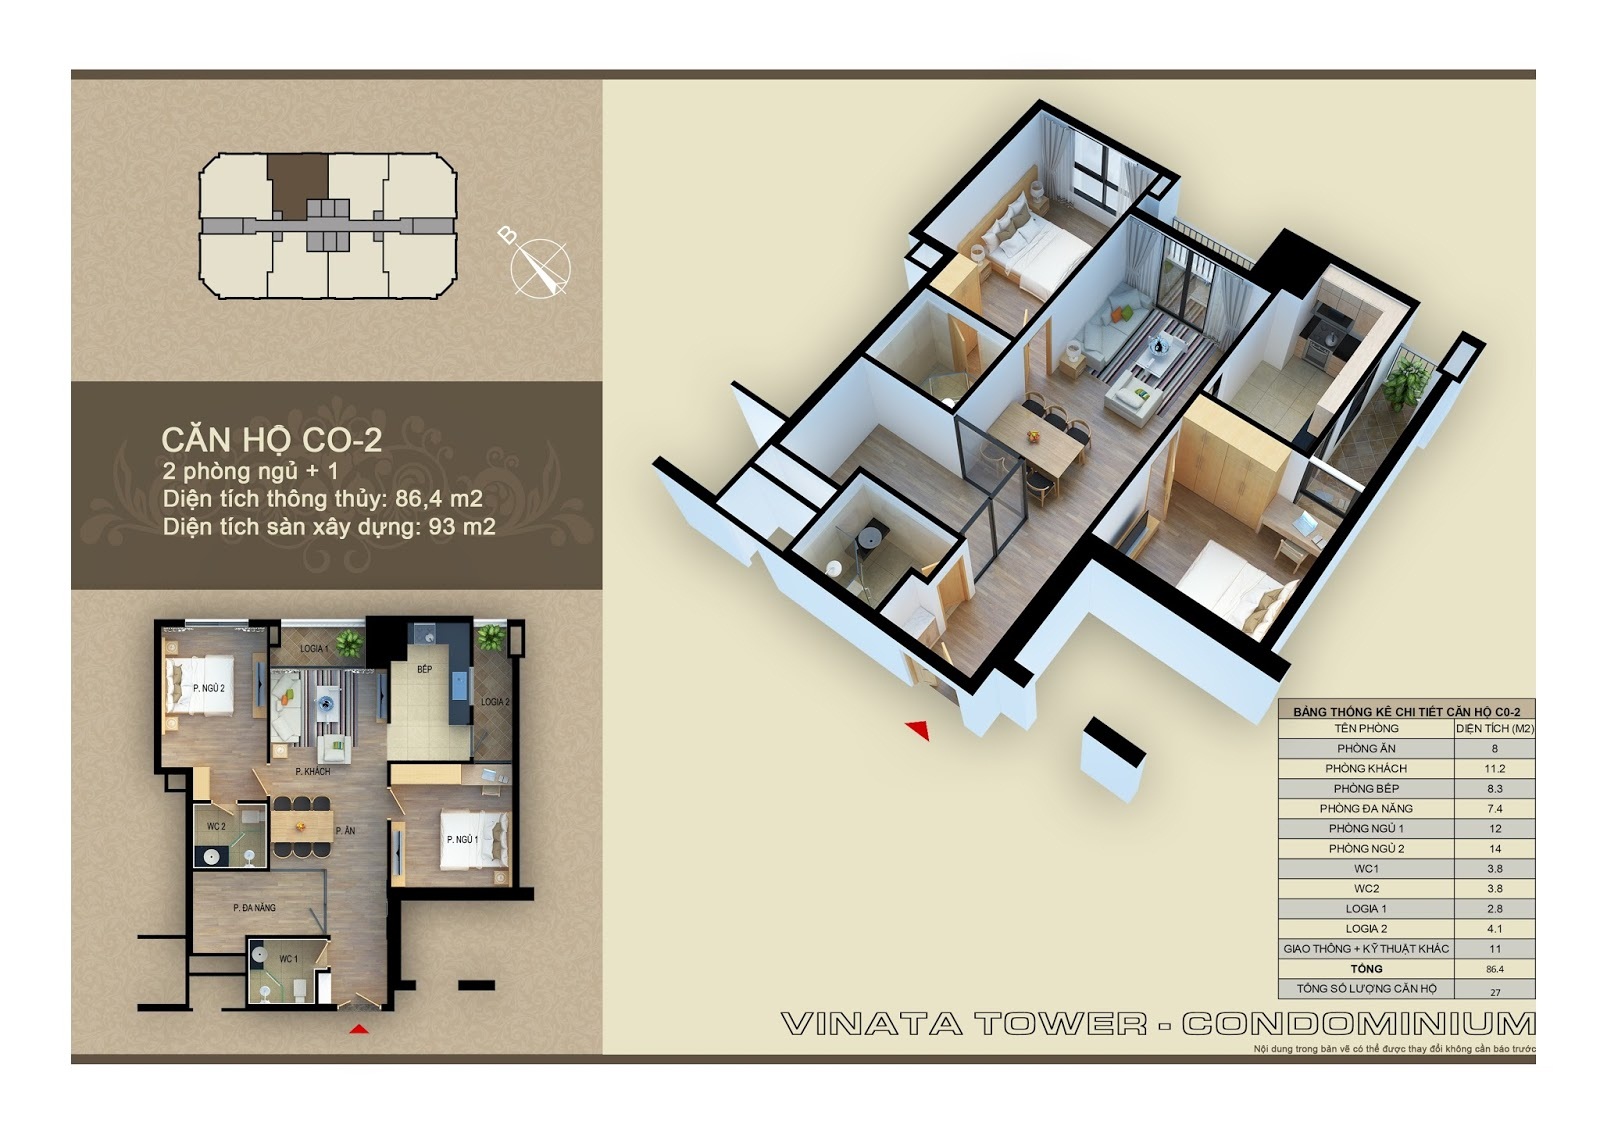 B
CĂN HỘ CO-2
2 phòng ngủ + 1
Diện tích thông thủy: 86,4 m2
Diện tích sàn xây dựng: 93 m2
LOGIA 1
BẾP
P. NGỦ 2
LOGIA 2
P. KHÁCH
WC 2
P. ĂN
P. NGỦ 1
P. ĐA NĂNG
WC 1
BẢNG THỐNG KÊ CHI TIẾT CĂN HỘ C0-2
TÊN PHÒNG DIỆN TÍCH (M2)
PHÒNG ĂN 8
PHÒNG KHÁCH 11.2
PHÒNG BẾP 8.3
PHÒNG ĐA NĂNG 7.4
PHÒNG NGỦ 1 12
PHÒNG NGỦ 2 14
WC1 3.8
WC2 3.8
LOGIA 1 2.8
LOGIA 2 4.1
GIAO THÔNG + KỸ THUẬT KHÁC 11
TỔNG 86.4
TỔNG SỐ LƯỢNG CĂN HỘ 27
VINATA TOWER - CONDOMINIUM
Nội dung trong bản vẽ có thể được thay đổi không cần báo trước